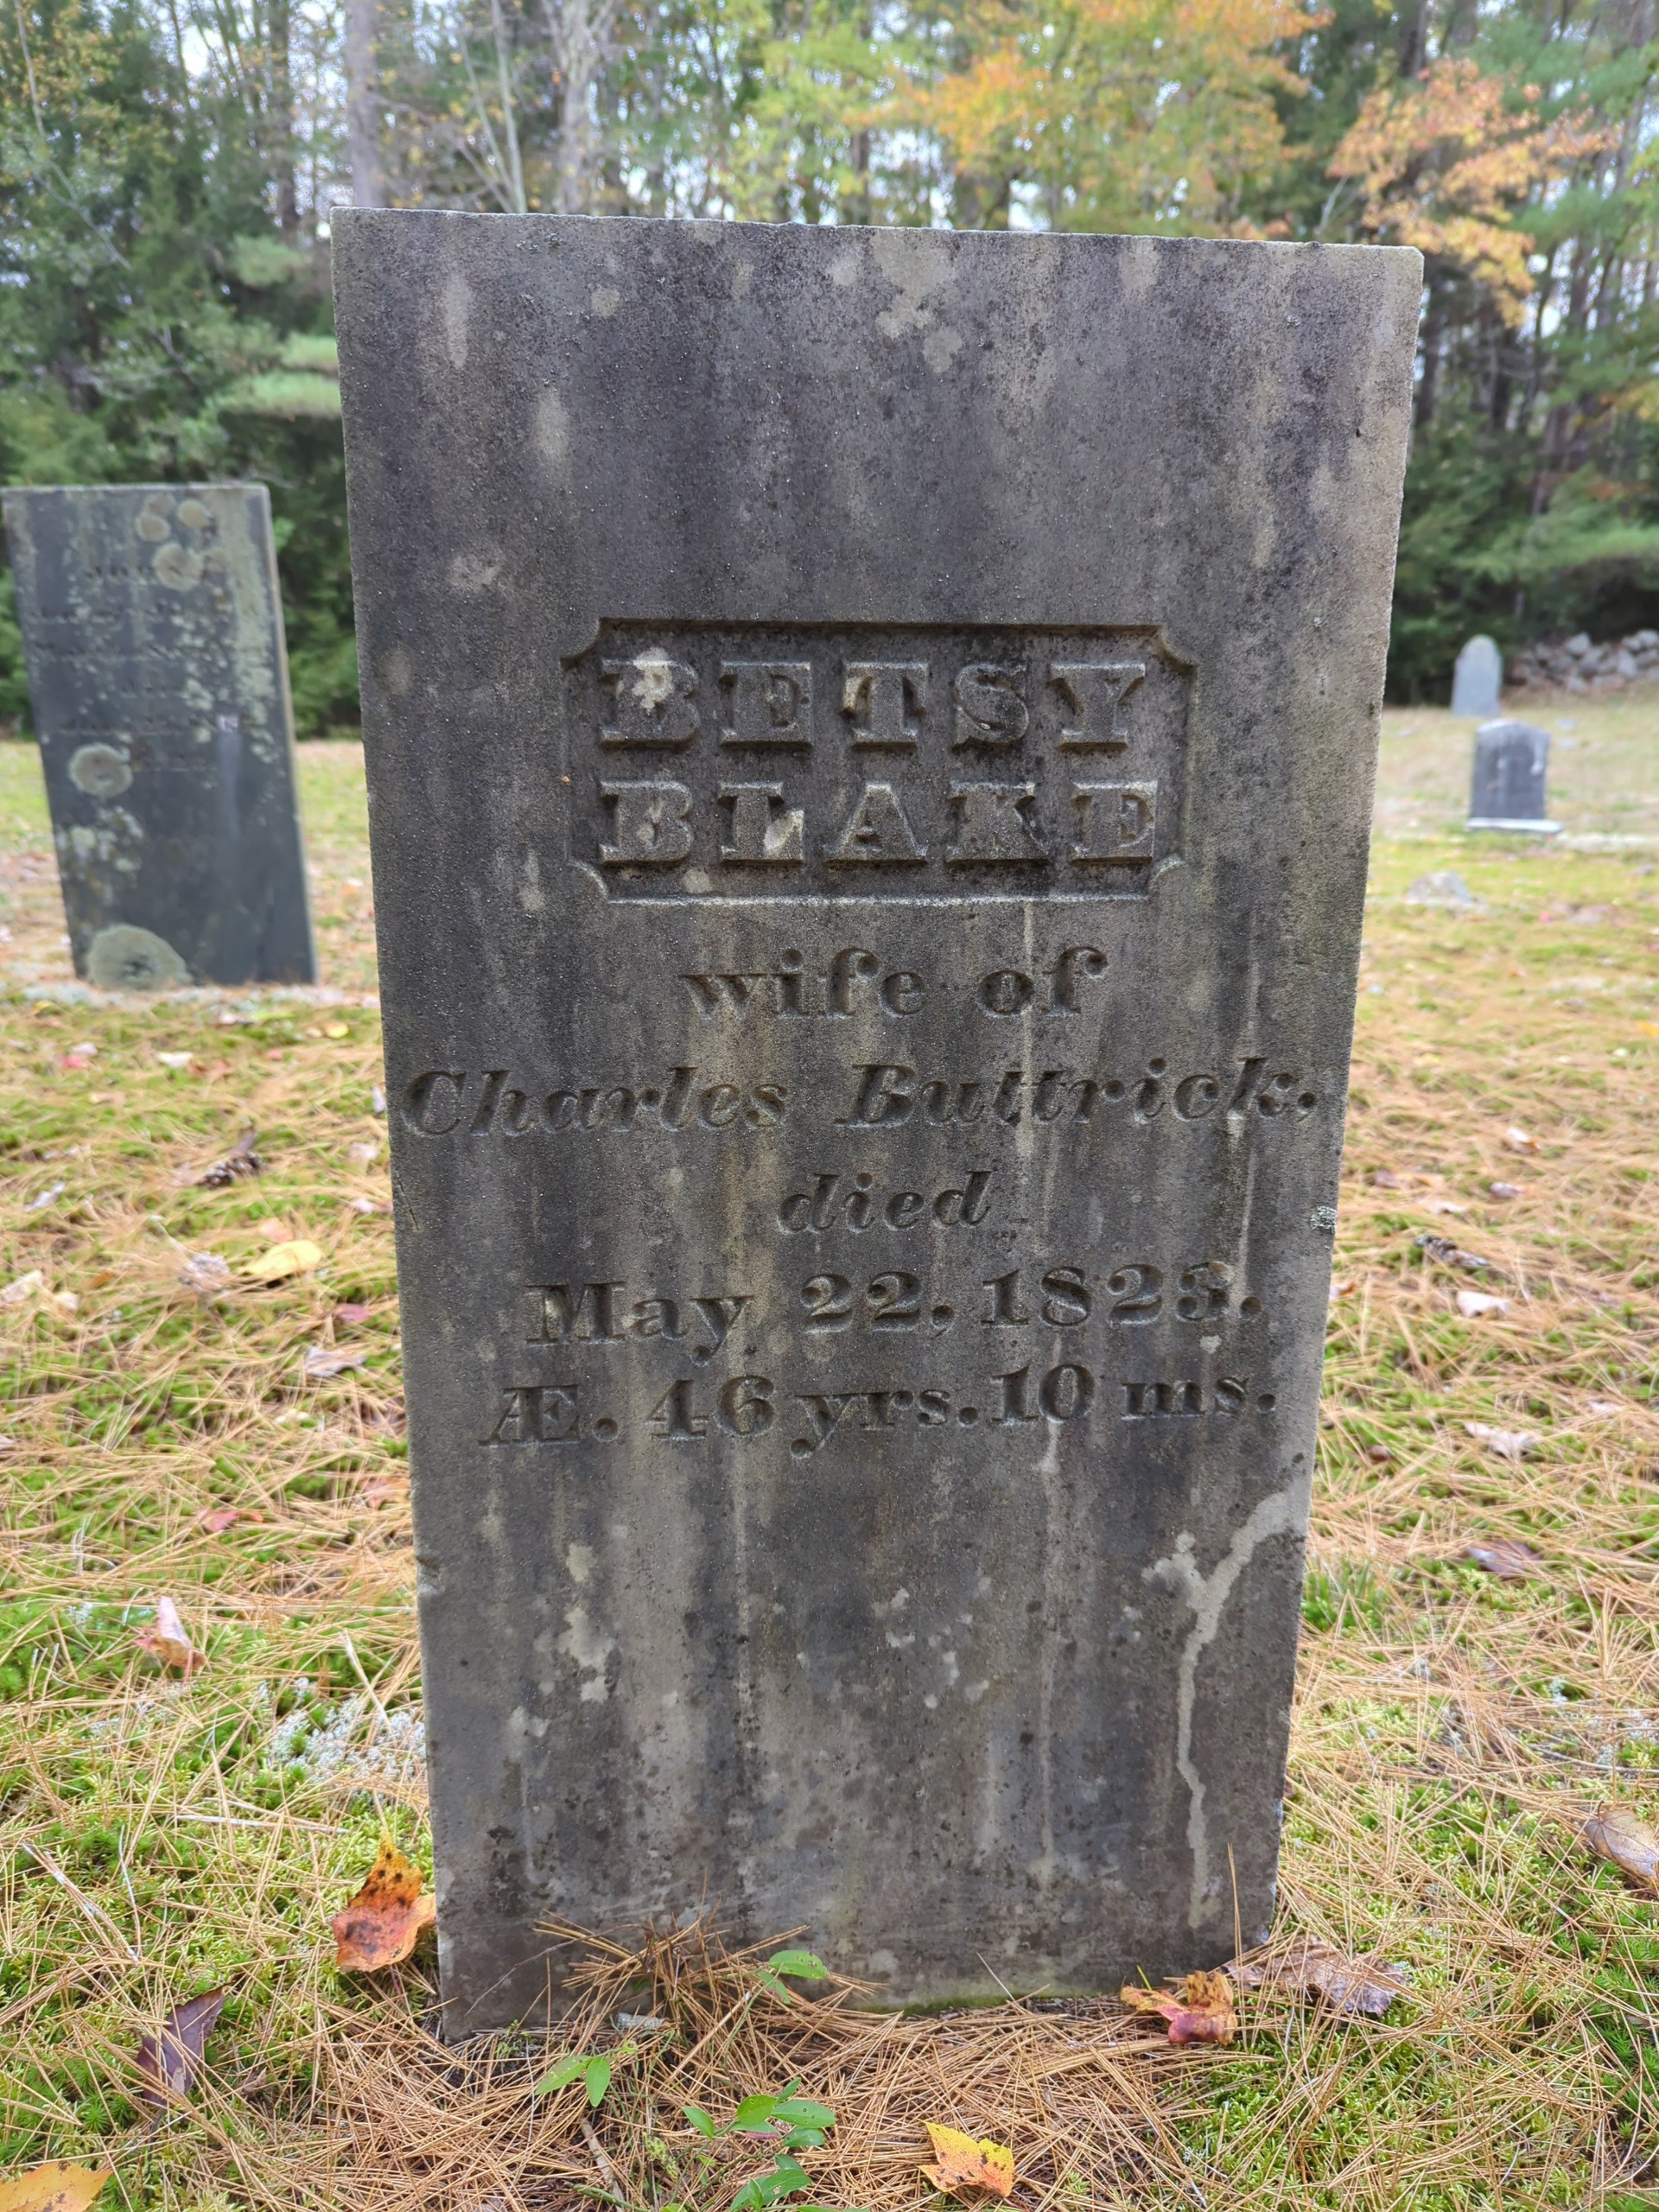 BETSY
BLAKE
wife of
Charles Buttrick,
died
May 22, 1823.
Æ. 46 yrs. 10 ms.